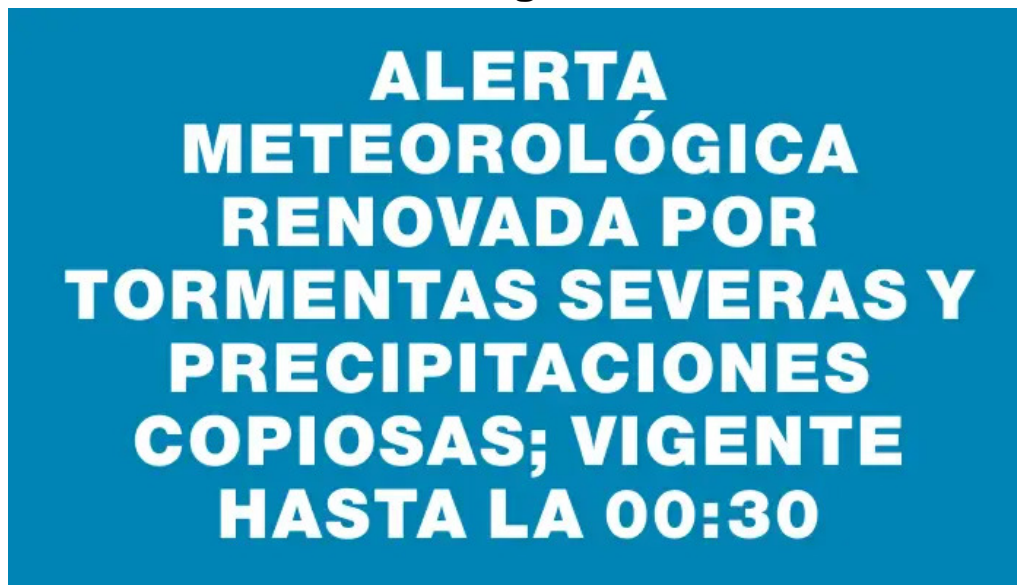 ALERTA
METEOROLÓGICA
RENOVADA POR
TORMENTAS SEVERAS Y
PRECIPITACIONES
COPIOSAS; VIGENTE
HASTA LA 00:30